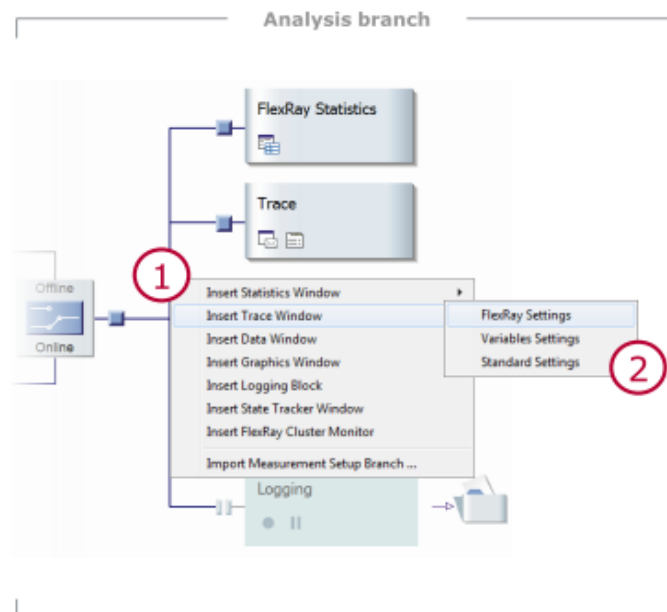 Analysis branch
FlexRay Statistics
Trace
1
Offline
Online
Insert Statistics Window
Insert Trace Window
Insert Data Window
Insert Graphics Window
Insert Logging Block
Insert State Tracker Window
Insert FlexRay Cluster Monitor
Import Measurement Setup Branch ...
FlexRay Settings
Variables Settings
Standard Settings
2
Logging